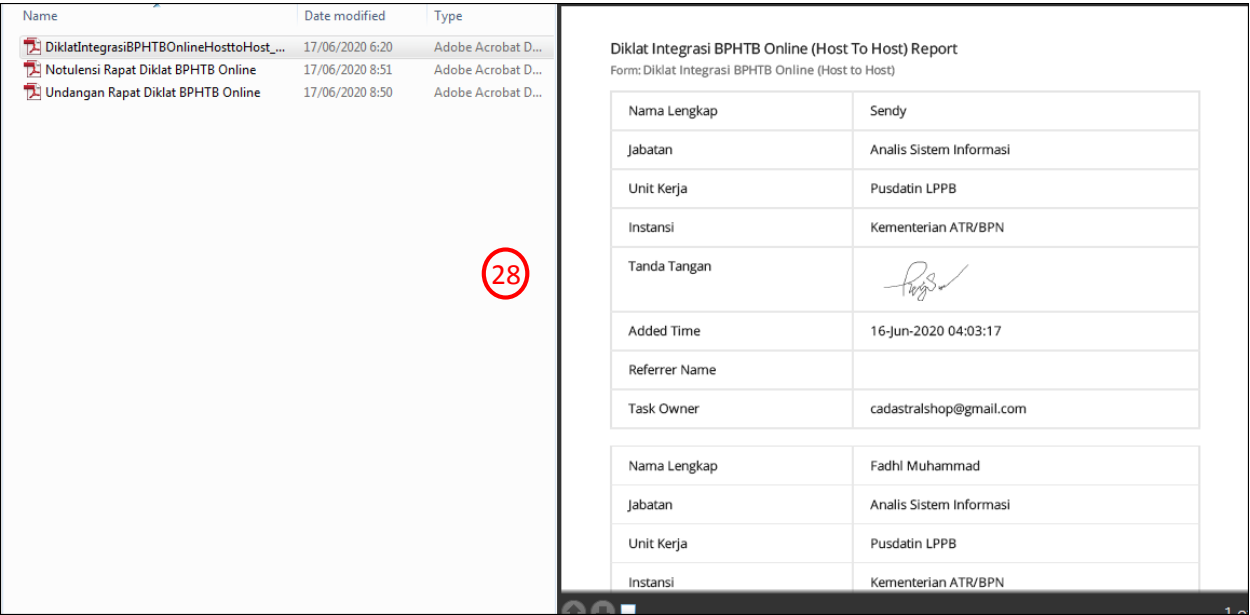 Name Date modified Type
DiklatIntegrasiBPHTBOnlineHosttoHost_... 17/06/2020 6:20 Adobe Acrobat D...
Notulensi Rapat Diklat BPHTB Online 17/06/2020 8:51 Adobe Acrobat D...
Undangan Rapat Diklat BPHTB Online 17/06/2020 8:50 Adobe Acrobat D...
28
Diklat Integrasi BPHTB Online (Host To Host) Report
Form: Diklat Integrasi BPHTB Online (Host to Host)
Nama Lengkap Sendy
Jabatan Analis Sistem Informasi
Unit Kerja Pusdatin LPPB
Instansi Kementerian ATR/BPN
Tanda Tangan
Added Time 16-Jun-2020 04:03:17
Referrer Name
Task Owner cadastralshop@gmail.com
Nama Lengkap Fadhl Muhammad
Jabatan Analis Sistem Informasi
Unit Kerja Pusdatin LPPB
Instansi Kementerian ATR/BPN